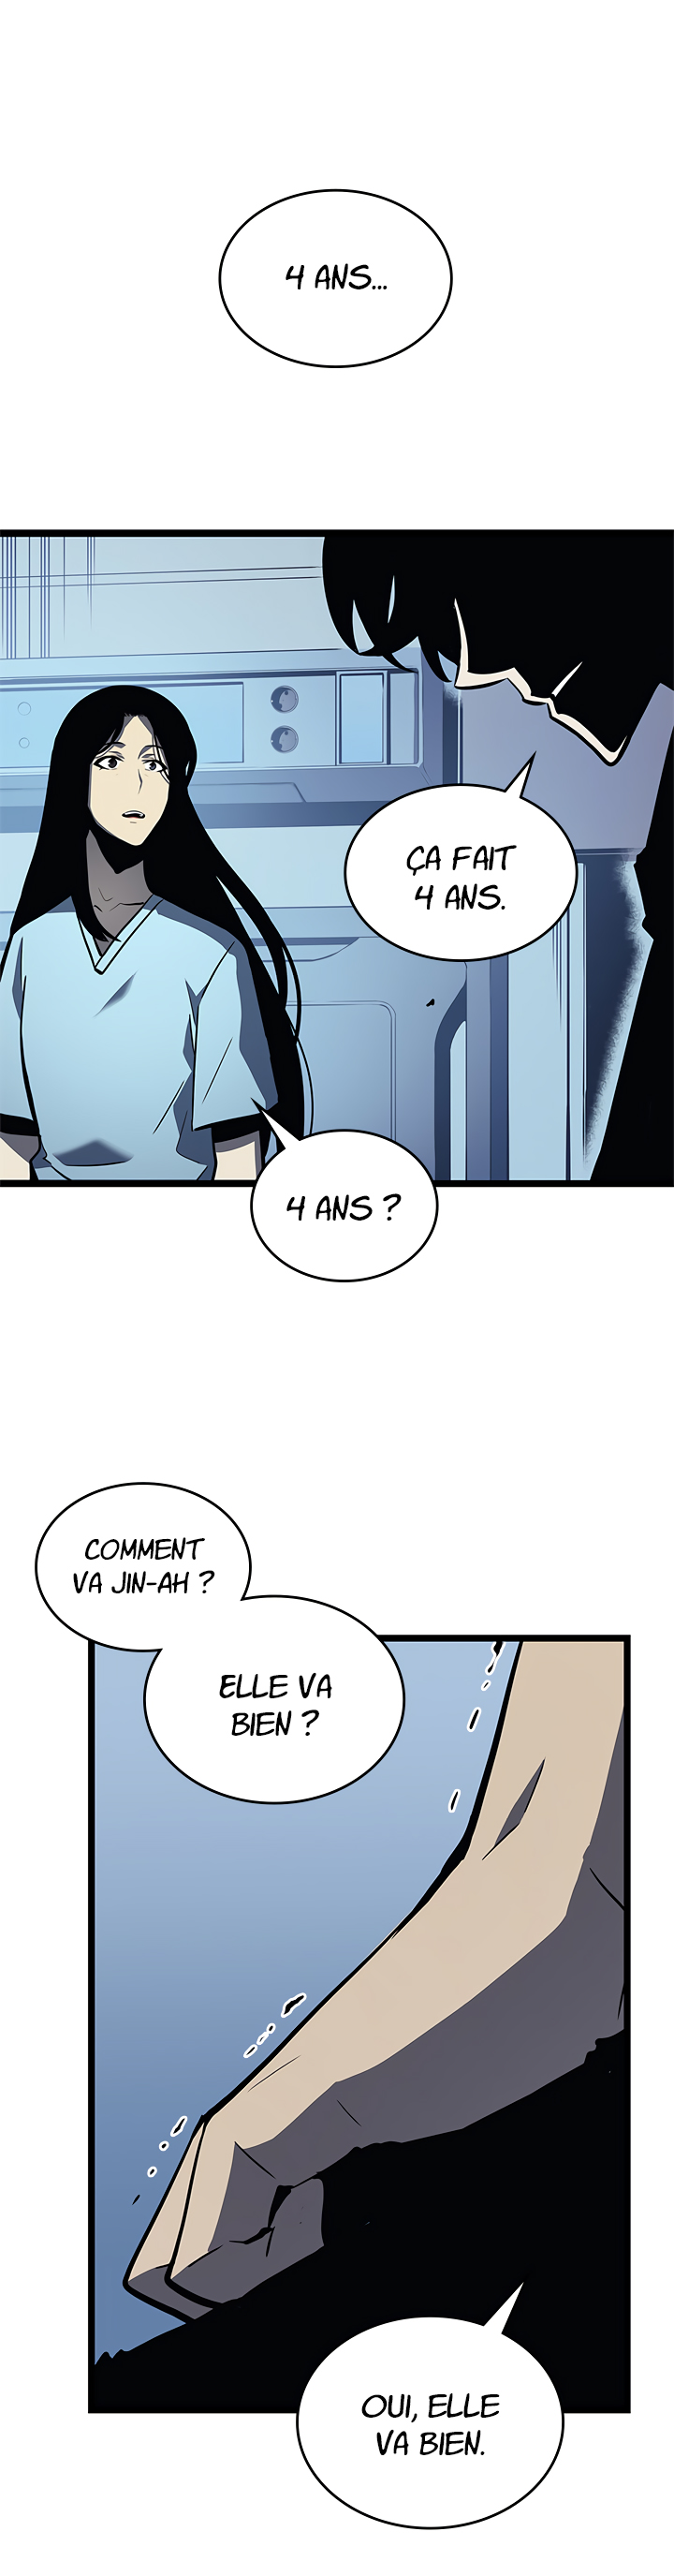 4 ANS...
ÇA FAIT
4 ANS.
4 ANS ?
COMMENT
VA JIN-AH ?
ELLE VA
BIEN ?
OUI, ELLE
VA BIEN.